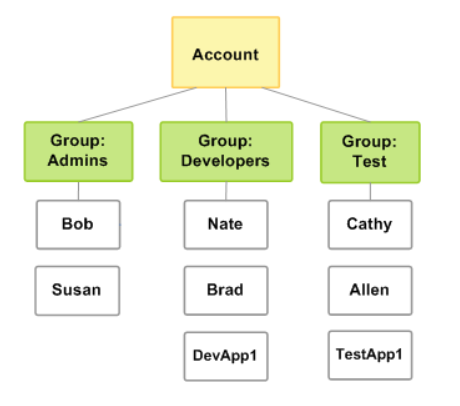 Account
Group:
Admins
Group:
Developers
Group:
Test
Bob
Nate
Cathy
Susan
Brad
Allen
DevApp1
TestApp1